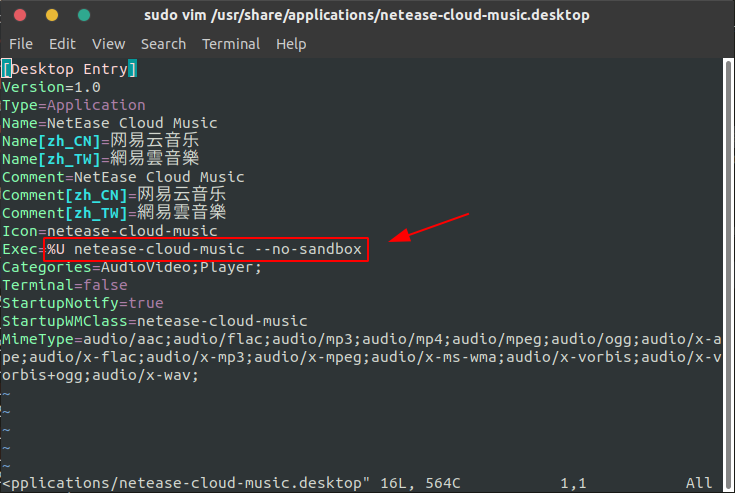 sudo vim /usr/share/applications/netease-cloud-music.desktop
File Edit View Search Terminal Help
[Desktop Entry]
Version=1.0
Type=Application
Name=NetEase Cloud Music
Name[zh_CN]=网易云音乐
Name[zh_TW]=網易雲音樂
Comment=NetEase Cloud Music
Comment[zh_CN]=网易云音乐
Comment[zh_TW]=網易雲音樂
Icon=netease-cloud-music
Exec=%U netease-cloud-music --no-sandbox
Categories=AudioVideo;Player;
Terminal=false
StartupNotify=true
StartupWMClass=netease-cloud-music
MimeType=audio/aac;audio/flac;audio/mp3;audio/mp4;audio/mpeg;audio/ogg;audio/x-a
pe;audio/x-flac;audio/x-mp3;audio/x-mpeg;audio/x-ms-wma;audio/x-vorbis;audio/x-v
orbis+ogg;audio/x-wav;
~
~
~
~
~
<pplications/netease-cloud-music.desktop" 16L, 564C 1,1 All